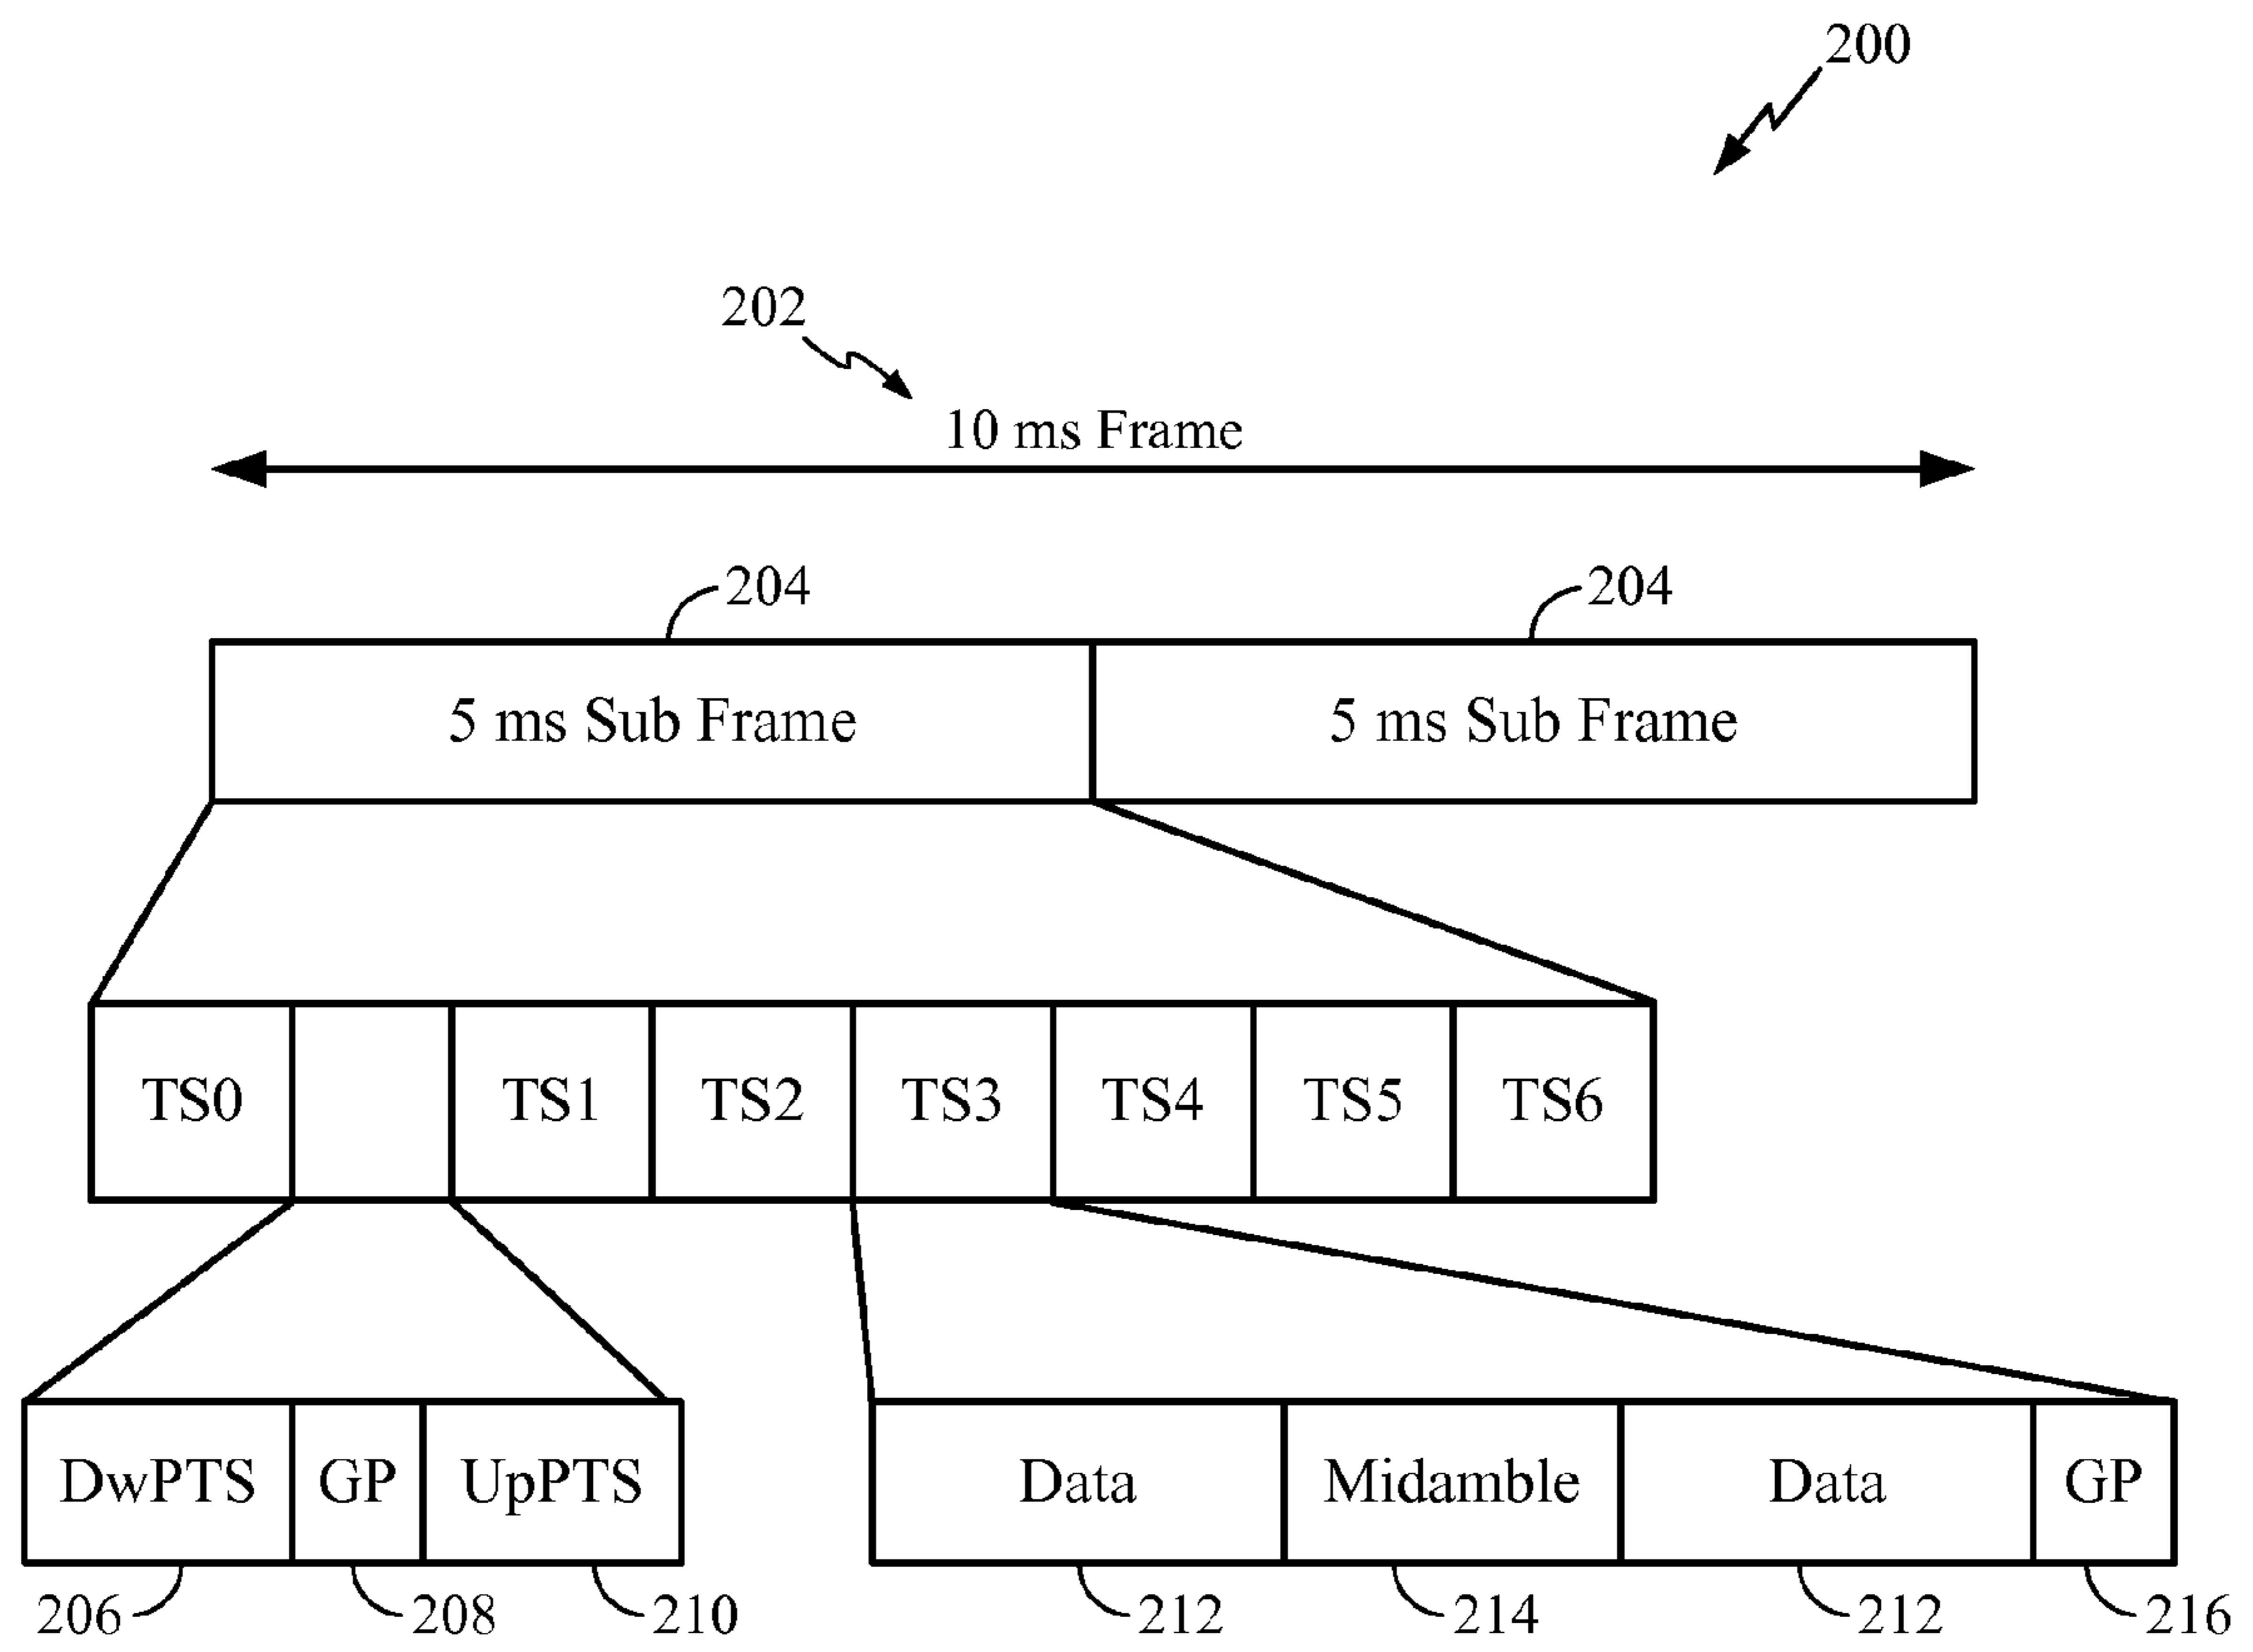 200
202
10 ms Frame
204 204
5 ms Sub Frame 5 ms Sub Frame
TS0 TS1 TS2 TS3 TS4 TS5 TS6
DwPTS GP UpPTS Data Midamble Data GP
206 208 210 212 214 212 216